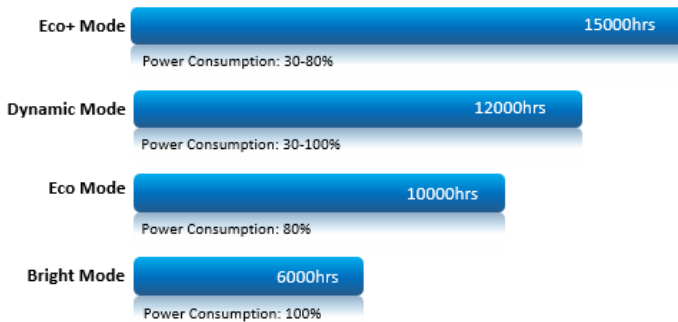 Eco+ Mode 15000hrs
Power Consumption: 30-80%
Dynamic Mode 12000hrs
Power Consumption: 30-100%
Eco Mode 10000hrs
Power Consumption: 80%
Bright Mode 6000hrs
Power Consumption: 100%